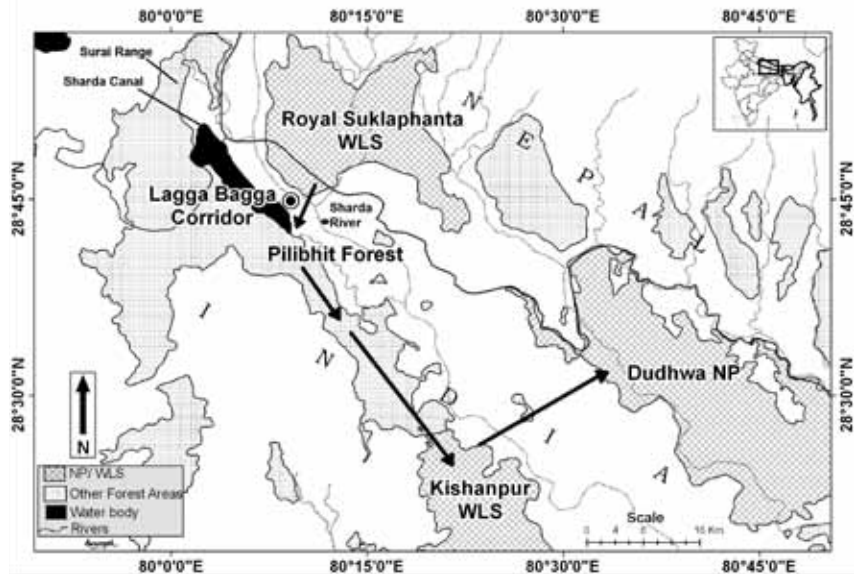 80°0'0"E 80°15'0"E 80°30'0"E 80°45'0"E
Surai Range
Sharda Canal
Royal Suklaphanta
WLS
28°45'0"N
28°45'0"N
Lagga Bagga
Corridor
Sharda
River
Pilibhit Forest
N E P A L
I N D I A
28°30'0"N
28°30'0"N
Dudhwa NP
N
Kishanpur
WLS
NP/ WLS
Other Forest Areas
Water body
Rivers
Scale
0 2 4 8 16 Km
80°0'0"E 80°15'0"E 80°30'0"E 80°45'0"E